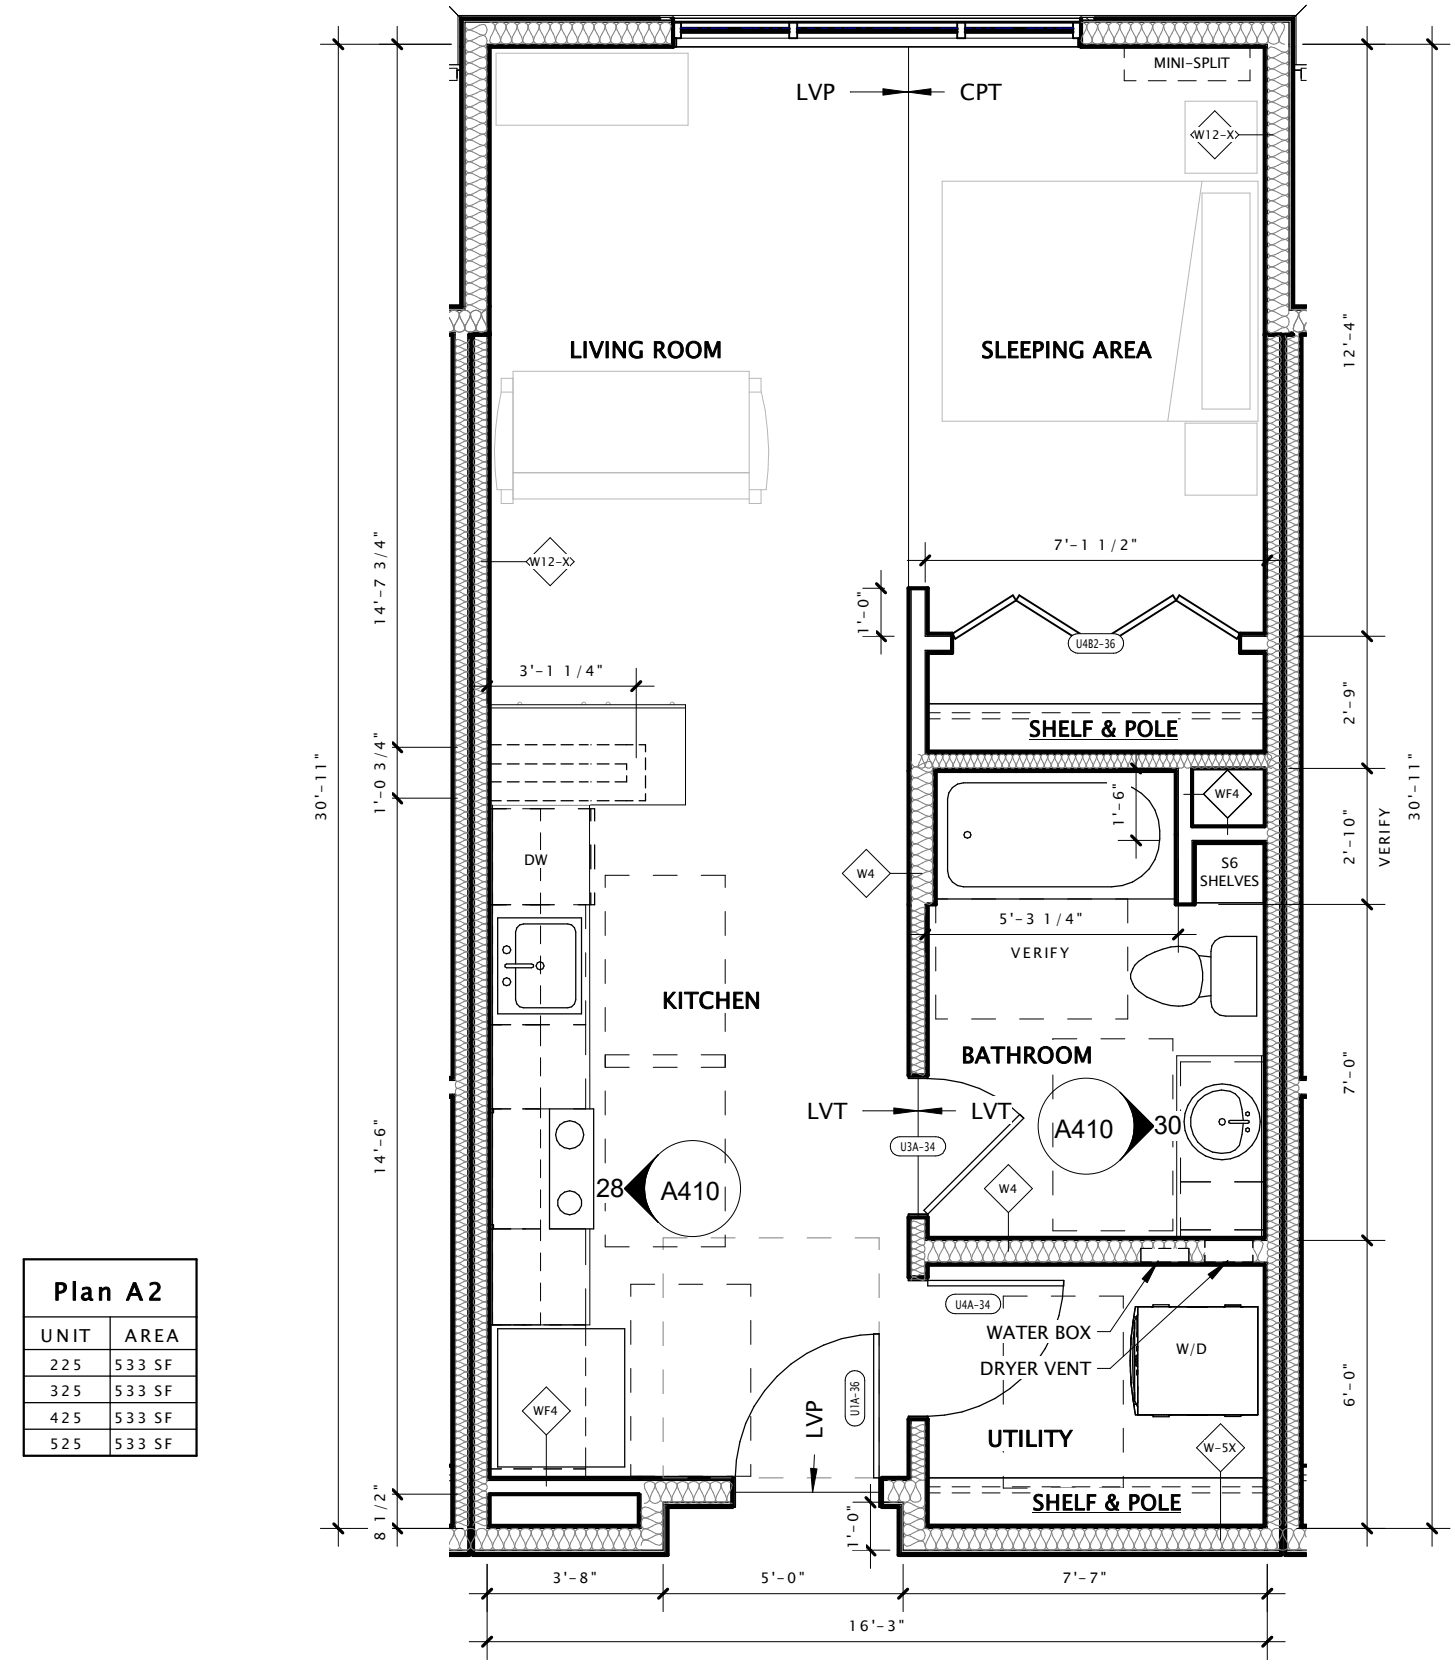 MINI-SPLIT
LVP CPT
W12-X
12'-4"
LIVING ROOM
SLEEPING AREA
7'-1 1/2"
14'-7 3/4"
W12-X
1'-0"
U4B2-36
3'-1 1/4"
2'-9"
SHELF & POLE
30'-11"
1'-0 3/4"
30'-11"
1'-6"
WF4
2'-10"
VERIFY
DW
W4
S6
SHELVES
5'-3 1/4"
VERIFY
KITCHEN
BATHROOM
7'-0"
LVT LVT
A410 30
14'-6"
U3A-34
28 A410
W4
Plan A2
UNIT AREA
225 533 SF
325 533 SF
425 533 SF
525 533 SF
U4A-34
WATER BOX
DRYER VENT
W/D
6'-0"
U1A-36
WF4
LVP
UTILITY
W-5X
SHELF & POLE
8 1/2"
1'-0"
3'-8" 5'-0" 7'-7"
16'-3"